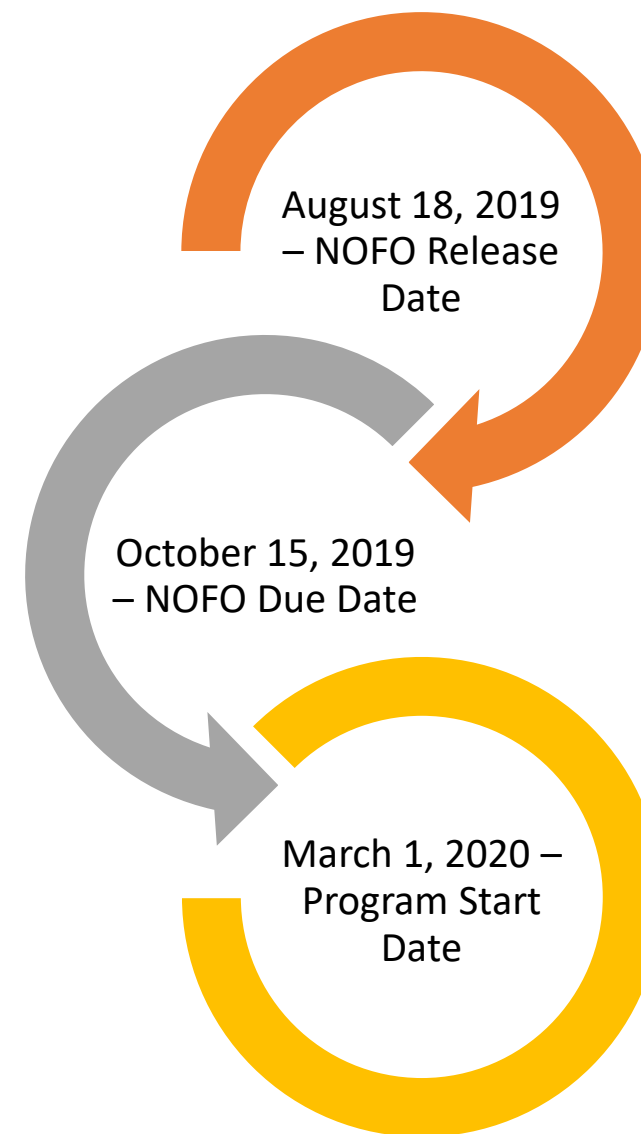 August 18, 2019
– NOFO Release
Date
October 15, 2019
– NOFO Due Date
March 1, 2020 –
Program Start
Date